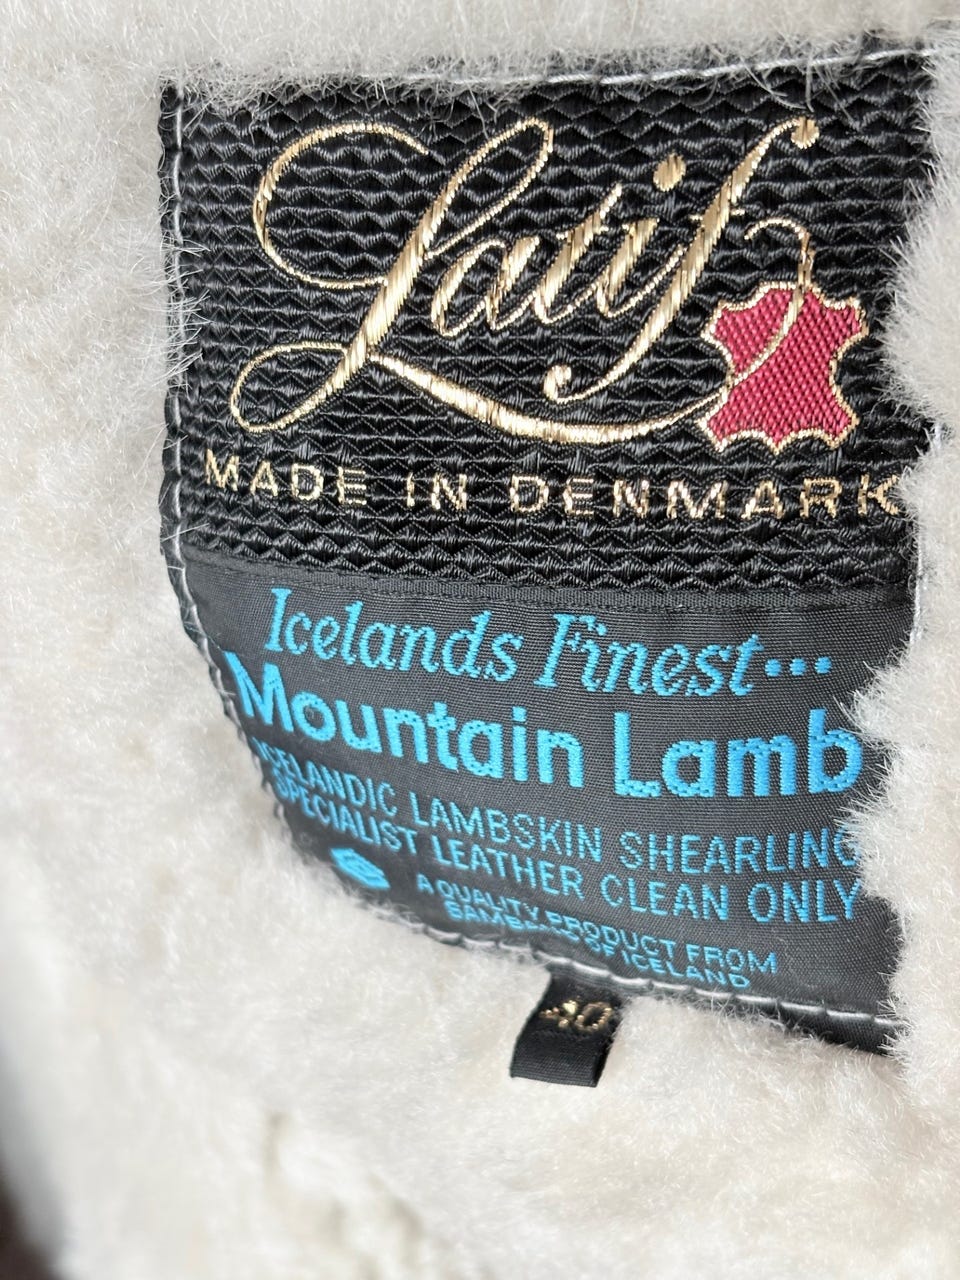 Latif
MADE IN DENMARK
Icelands Finest...
Mountain Lamb
ICELANDIC LAMBSKIN SHEARLING
SPECIALIST LEATHER CLEAN ONLY
A QUALITY PRODUCT FROM
OF ICELAND
40